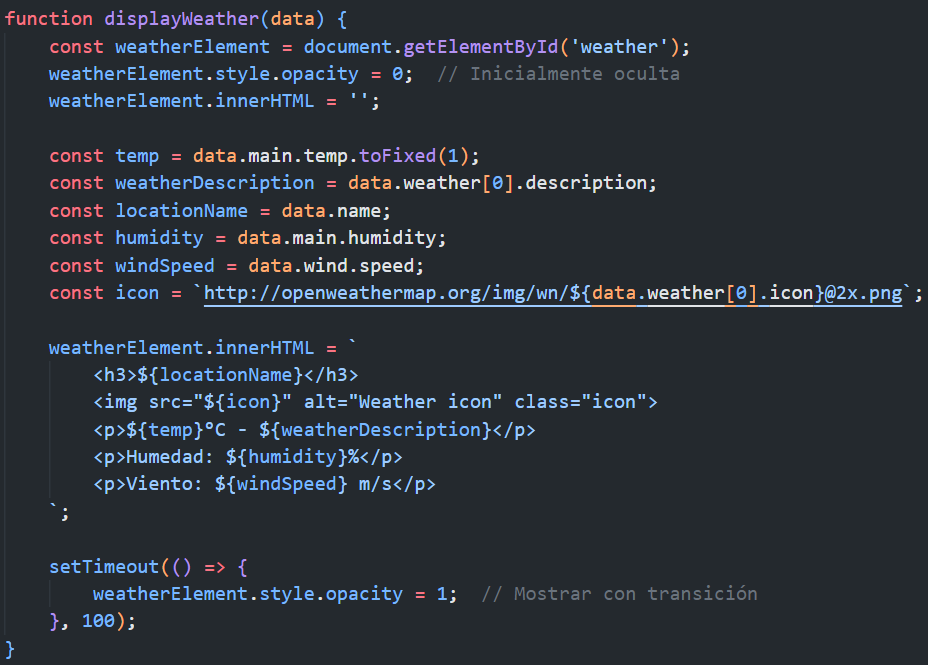 function displayWeather(data) {
    const weatherElement = document.getElementById('weather');
    weatherElement.style.opacity = 0;  // Inicialmente oculta
    weatherElement.innerHTML = '';

    const temp = data.main.temp.toFixed(1);
    const weatherDescription = data.weather[0].description;
    const locationName = data.name;
    const humidity = data.main.humidity;
    const windSpeed = data.wind.speed;
    const icon = `http://openweathermap.org/img/wn/${data.weather[0].icon}@2x.png`;

    weatherElement.innerHTML = `
        <h3>${locationName}</h3>
        <img src="${icon}" alt="Weather icon" class="icon">
        <p>${temp}°C - ${weatherDescription}</p>
        <p>Humedad: ${humidity}%</p>
        <p>Viento: ${windSpeed} m/s</p>
    `;

    setTimeout(() => {
        weatherElement.style.opacity = 1;  // Mostrar con transición
    }, 100);
}